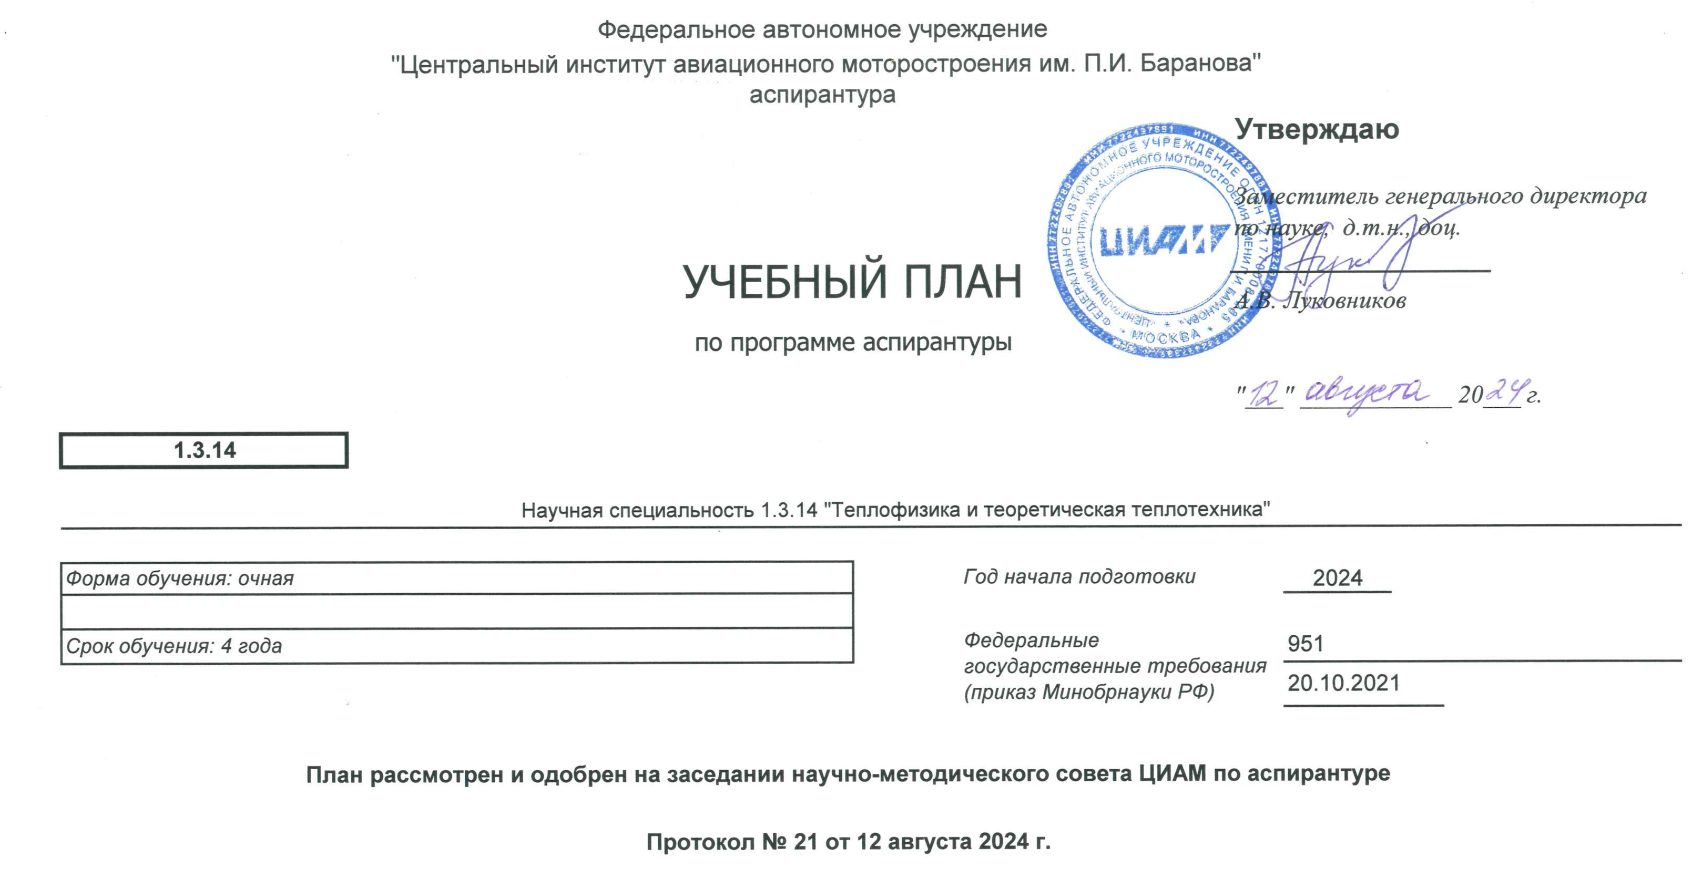 Федеральное автономное учреждение
"Центральный институт авиационного моторостроения им. П.И. Баранова"
аспирантура
Утверждаю
Заместитель генерального директора
по науке, д.т.н., доц.
А.В. Луковников
ЦИАМ
МОСКВА
УЧЕБНЫЙ ПЛАН
по программе аспирантуры
"12" августа 2024 г.
1.3.14
Научная специальность 1.3.14 "Теплофизика и теоретическая теплотехника"
Форма обучения: очная
Год начала подготовки 2024
Срок обучения: 4 года
Федеральные 951
государственные требования
(приказ Минобрнауки РФ) 20.10.2021
План рассмотрен и одобрен на заседании научно-методического совета ЦИАМ по аспирантуре
Протокол № 21 от 12 августа 2024 г.